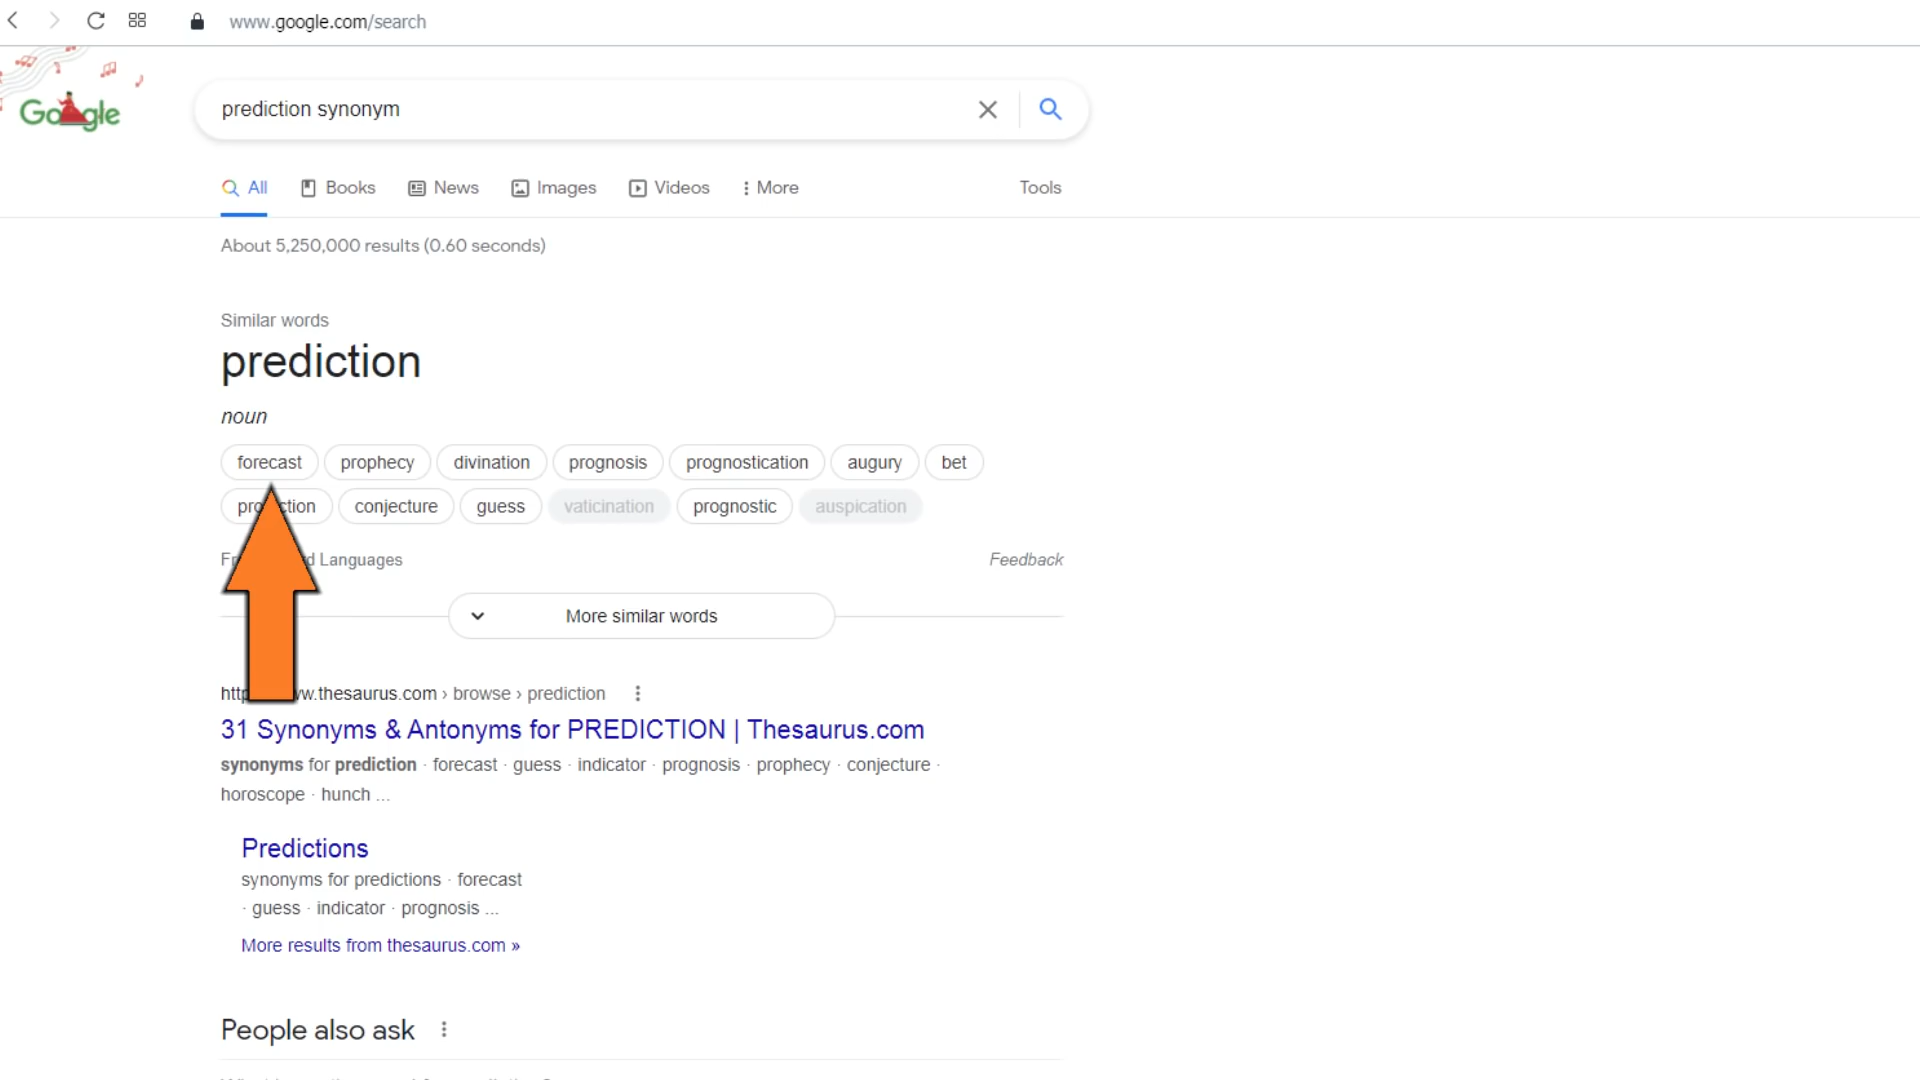 www.google.com/search
Google
prediction synonym
All Books News Images Videos More Tools
About 5,250,000 results (0.60 seconds)
Similar words
prediction
noun
forecast prophecy divination prognosis prognostication augury bet
conjecture guess vaticination prognostic auspication
Languages Feedback
More similar words
www.thesaurus.com › browse › prediction
31 Synonyms & Antonyms for PREDICTION | Thesaurus.com
synonyms for prediction · forecast · guess · indicator · prognosis · prophecy · conjecture ·
horoscope · hunch ...
Predictions
synonyms for predictions · forecast
· guess · indicator · prognosis ...
More results from thesaurus.com »
People also ask